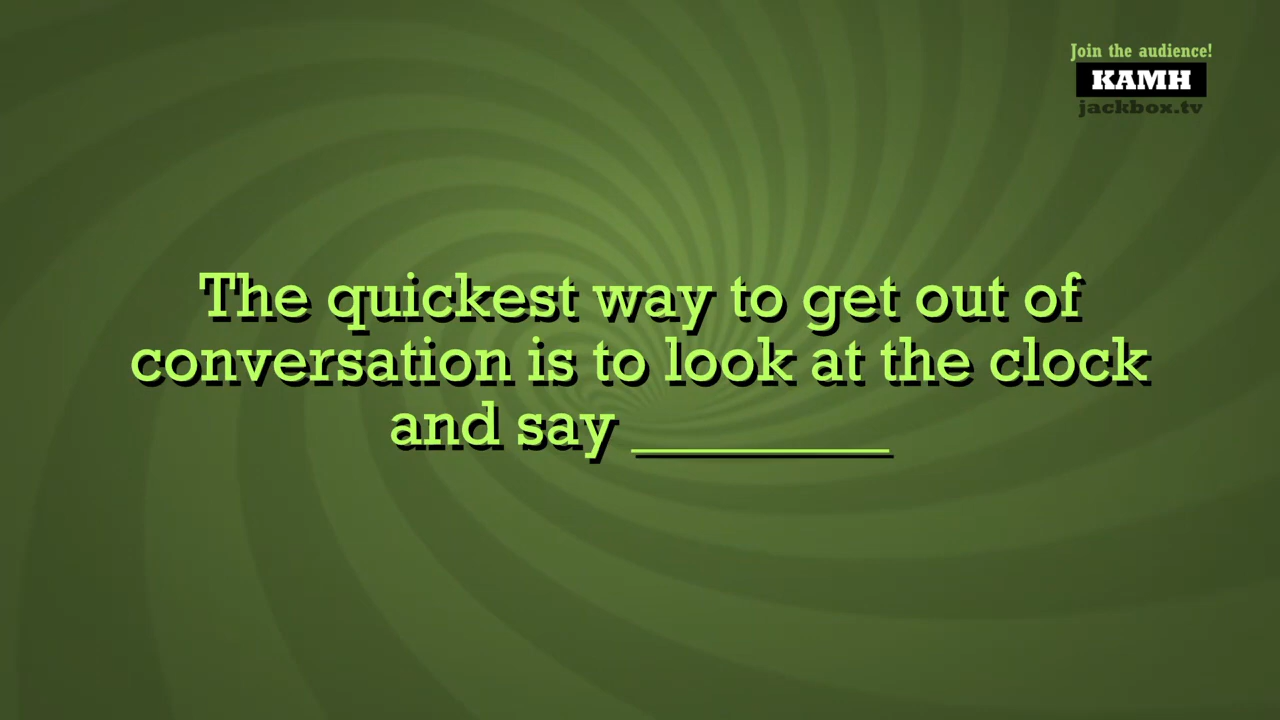 Join the audience!
KAMH
jackbox.tv
The quickest way to get out of
conversation is to look at the clock
and say ________